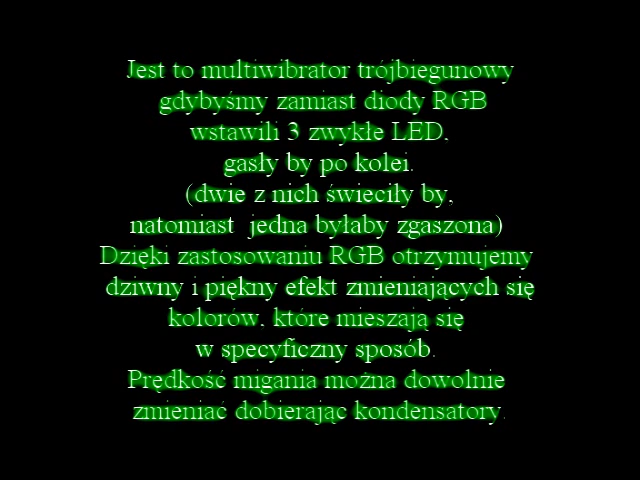 Jest to multiwibrator trójbiegunowy
gdybyśmy zamiast diody RGB
wstawili 3 zwykłe LED,
gasły by po kolei.
(dwie z nich świeciły by,
natomiast jedna byłaby zgaszona)
Dzięki zastosowaniu RGB otrzymujemy
dziwny i piękny efekt zmieniających się
kolorów, które mieszają się
w specyficzny sposób.
Prędkość migania można dowolnie
zmieniać dobierając kondensatory.